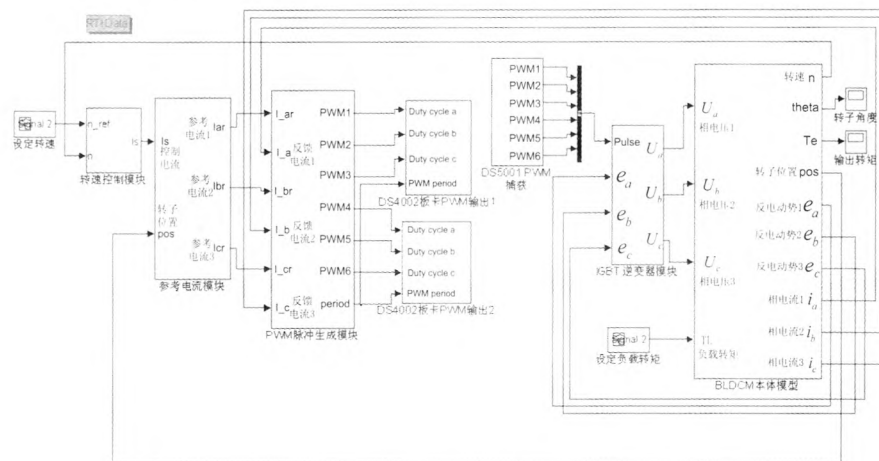 RTI Data
Signal 2
设定转速
n_ref
n
Is
转速控制模块
Is
控制
电流
转子
位置
pos
参考
电流1
Iar
参考
电流2
Ibr
参考
电流3
Icr
参考电流模块
I_ar
I_a
反馈
电流1
I_br
I_b
反馈
电流2
I_cr
I_c
反馈
电流3
PWM1
PWM2
PWM3
PWM4
PWM5
PWM6
period
PWM脉冲生成模块
Duty cycle a
Duty cycle b
Duty cycle c
PWM period
DS4002板卡PWM输出1
Duty cycle a
Duty cycle b
Duty cycle c
PWM period
DS4002板卡PWM输出2
PWM1
PWM2
PWM3
PWM4
PWM5
PWM6
DS5001 PWM
捕获
Pulse
e_a
e_b
e_c
U_a
U_b
U_c
IGBT 逆变器模块
Signal 2
设定负载转矩
U_a
相电压1
U_b
相电压2
U_c
相电压3
TL
负载转矩
转速 n
theta
Te
转子位置 pos
反电动势1 e_a
反电动势2 e_b
反电动势3 e_c
相电流1 i_a
相电流2 i_b
相电流3 i_c
BLDCM本体模型
转子角度
输出转矩